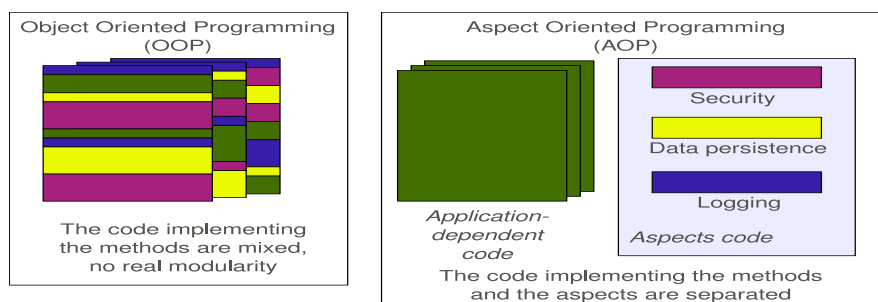 Object Oriented Programming
(OOP)
The code implementing
the methods are mixed,
no real modularity
Aspect Oriented Programming
(AOP)
Application-
dependent
code
Security
Data persistence
Logging
Aspects code
The code implementing the methods
and the aspects are separated